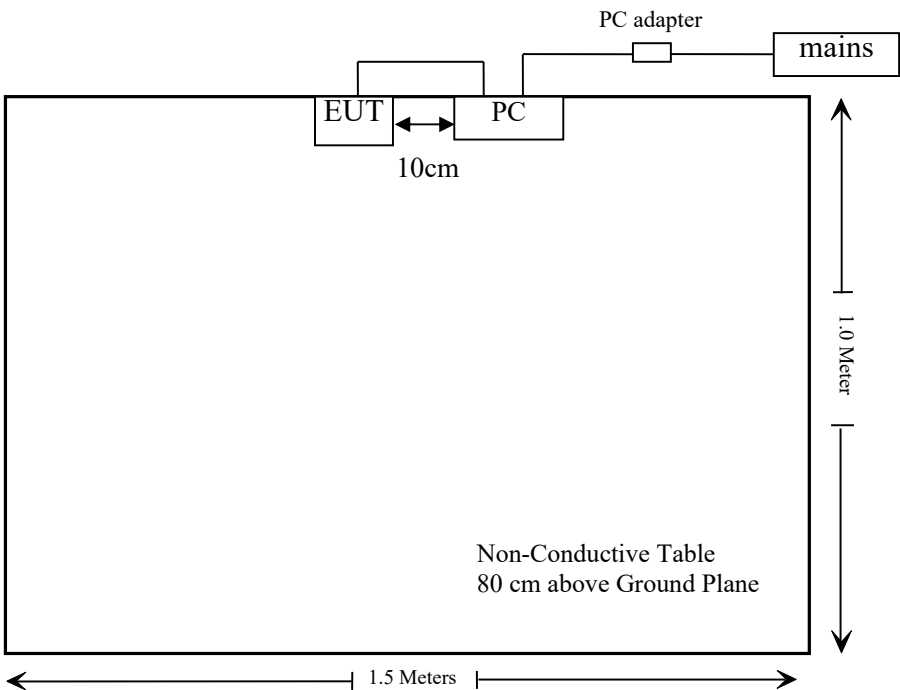 PC adapter
mains
EUT
PC
10cm
1.0 Meter
Non-Conductive Table
80 cm above Ground Plane
1.5 Meters